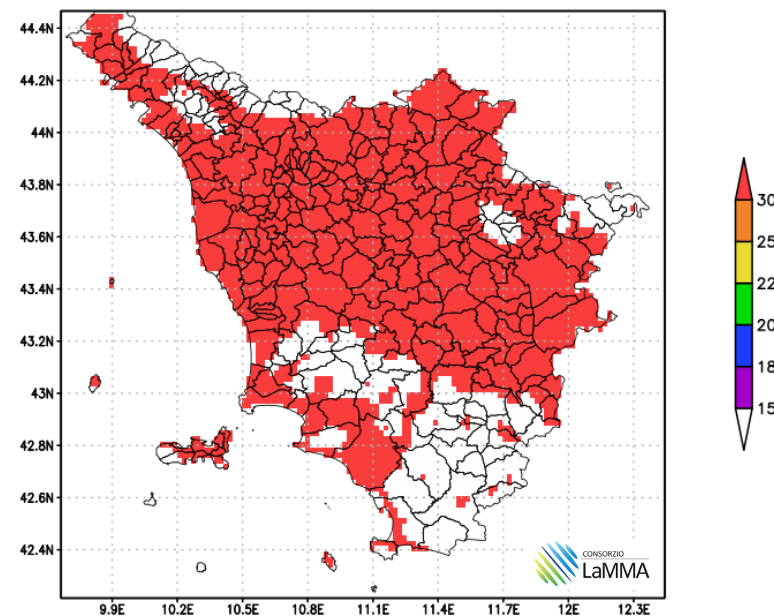 44.4N
44.2N
44N
43.8N
43.6N
43.4N
43.2N
43N
42.8N
42.6N
42.4N
9.9E 10.2E 10.5E 10.8E 11.1E 11.4E 11.7E 12E 12.3E
30
25
22
20
18
15
CONSORZIO
LaMMA